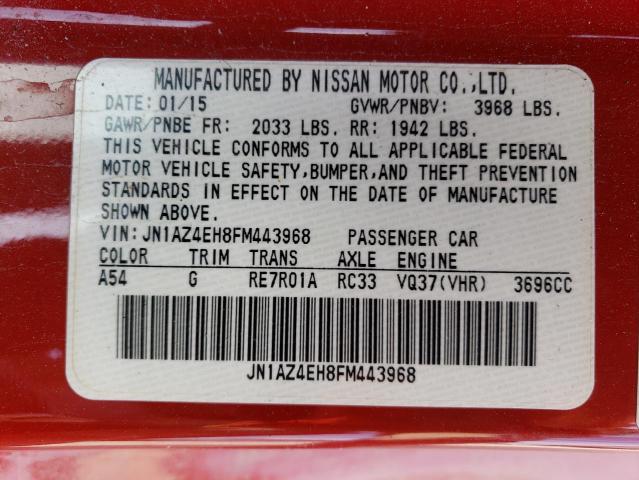 MANUFACTURED BY NISSAN MOTOR CO.,LTD.
DATE: 01/15 GVWR/PNBV: 3968 LBS.
GAWR/PNBE FR: 2033 LBS. RR: 1942 LBS.
THIS VEHICLE CONFORMS TO ALL APPLICABLE FEDERAL
MOTOR VEHICLE SAFETY,BUMPER,AND THEFT PREVENTION
STANDARDS IN EFFECT ON THE DATE OF MANUFACTURE
SHOWN ABOVE.
VIN:JN1AZ4EH8FM443968 PASSENGER CAR
COLOR TRIM TRANS AXLE ENGINE
A54 G RE7R01A RC33 VQ37(VHR) 3696CC
JN1AZ4EH8FM443968